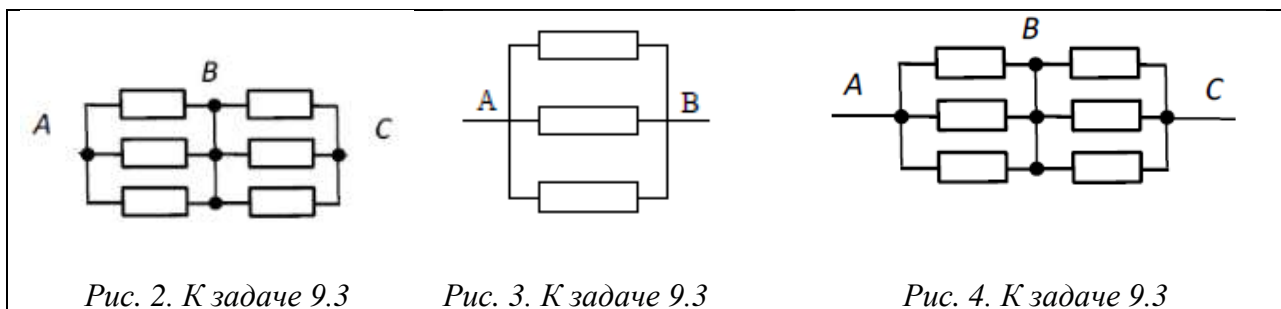 B
A
C
A
B
B
A
C
Рис. 2. К задаче 9.3
Рис. 3. К задаче 9.3
Рис. 4. К задаче 9.3